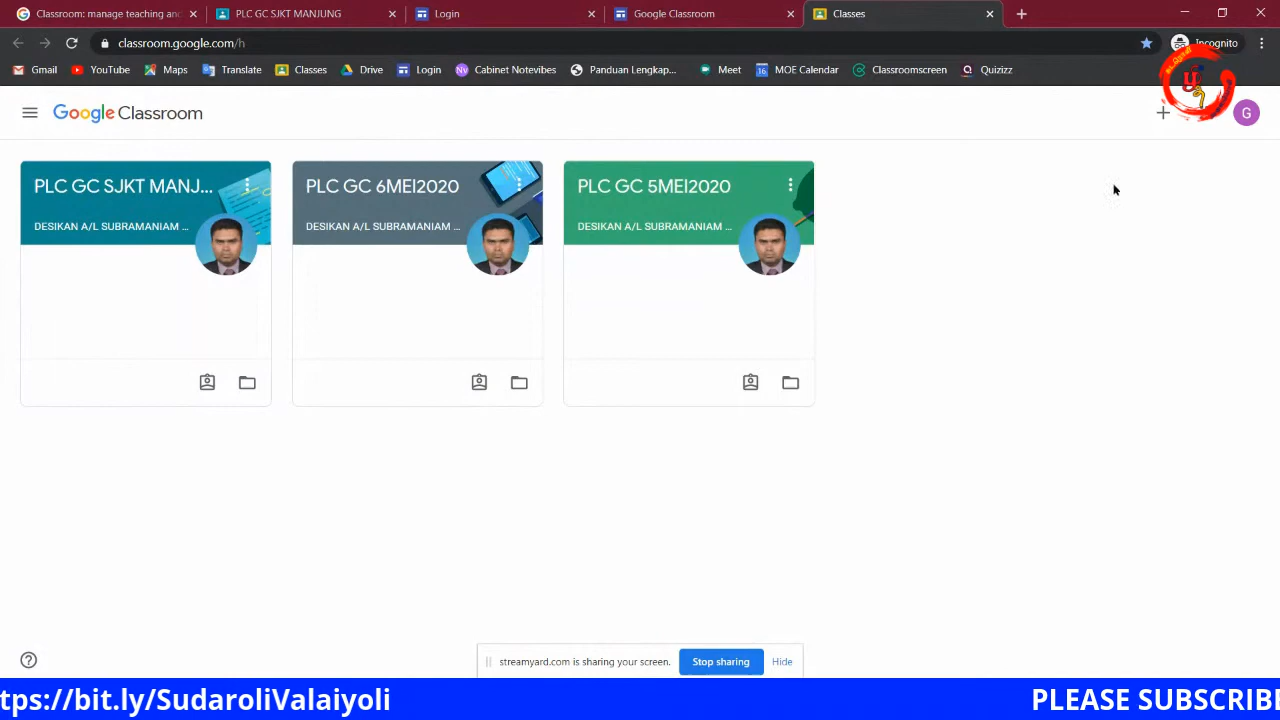 Classroom: manage teaching and
PLC GC SJKT MANJUNG
Login
Google Classroom
Classes
classroom.google.com/h
Incognito
Gmail
YouTube
Maps
Translate
Classes
Drive
Login
Cabinet Notevibes
Panduan Lengkap...
Meet
MOE Calendar
Classroomscreen
Quizizz
Google Classroom
G
PLC GC SJKT MANJ...
DESIKAN A/L SUBRAMANIAM ...
PLC GC 6MEI2020
DESIKAN A/L SUBRAMANIAM ...
PLC GC 5MEI2020
DESIKAN A/L SUBRAMANIAM ...
streamyard.com is sharing your screen.
Stop sharing
Hide
tps://bit.ly/SudaroliValaiyoli
PLEASE SUBSCRIBE